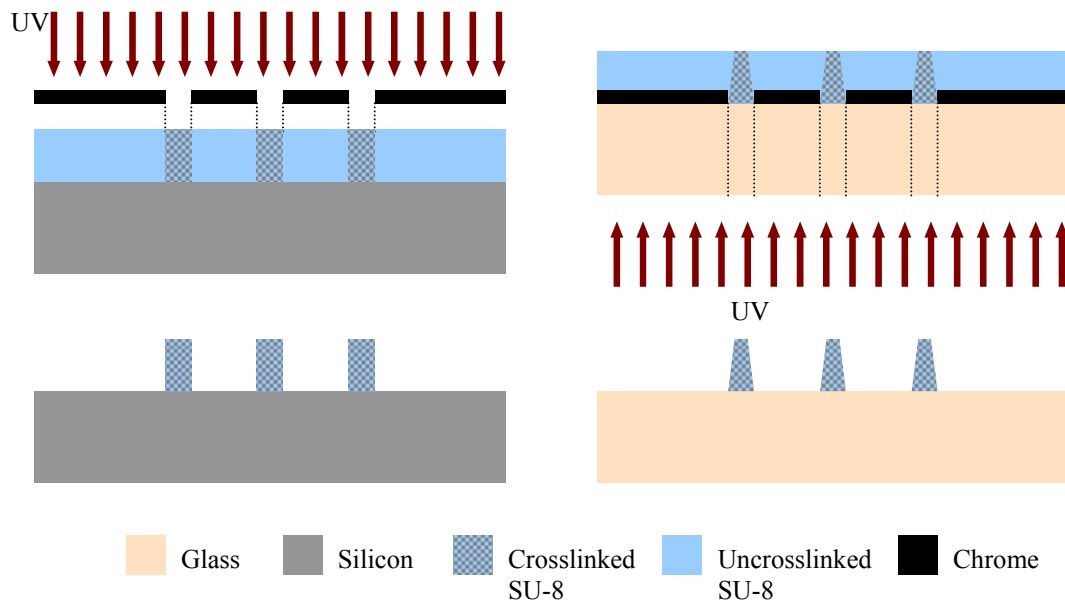 UV
UV
Glass
Silicon
Crosslinked
SU-8
Uncrosslinked
SU-8
Chrome